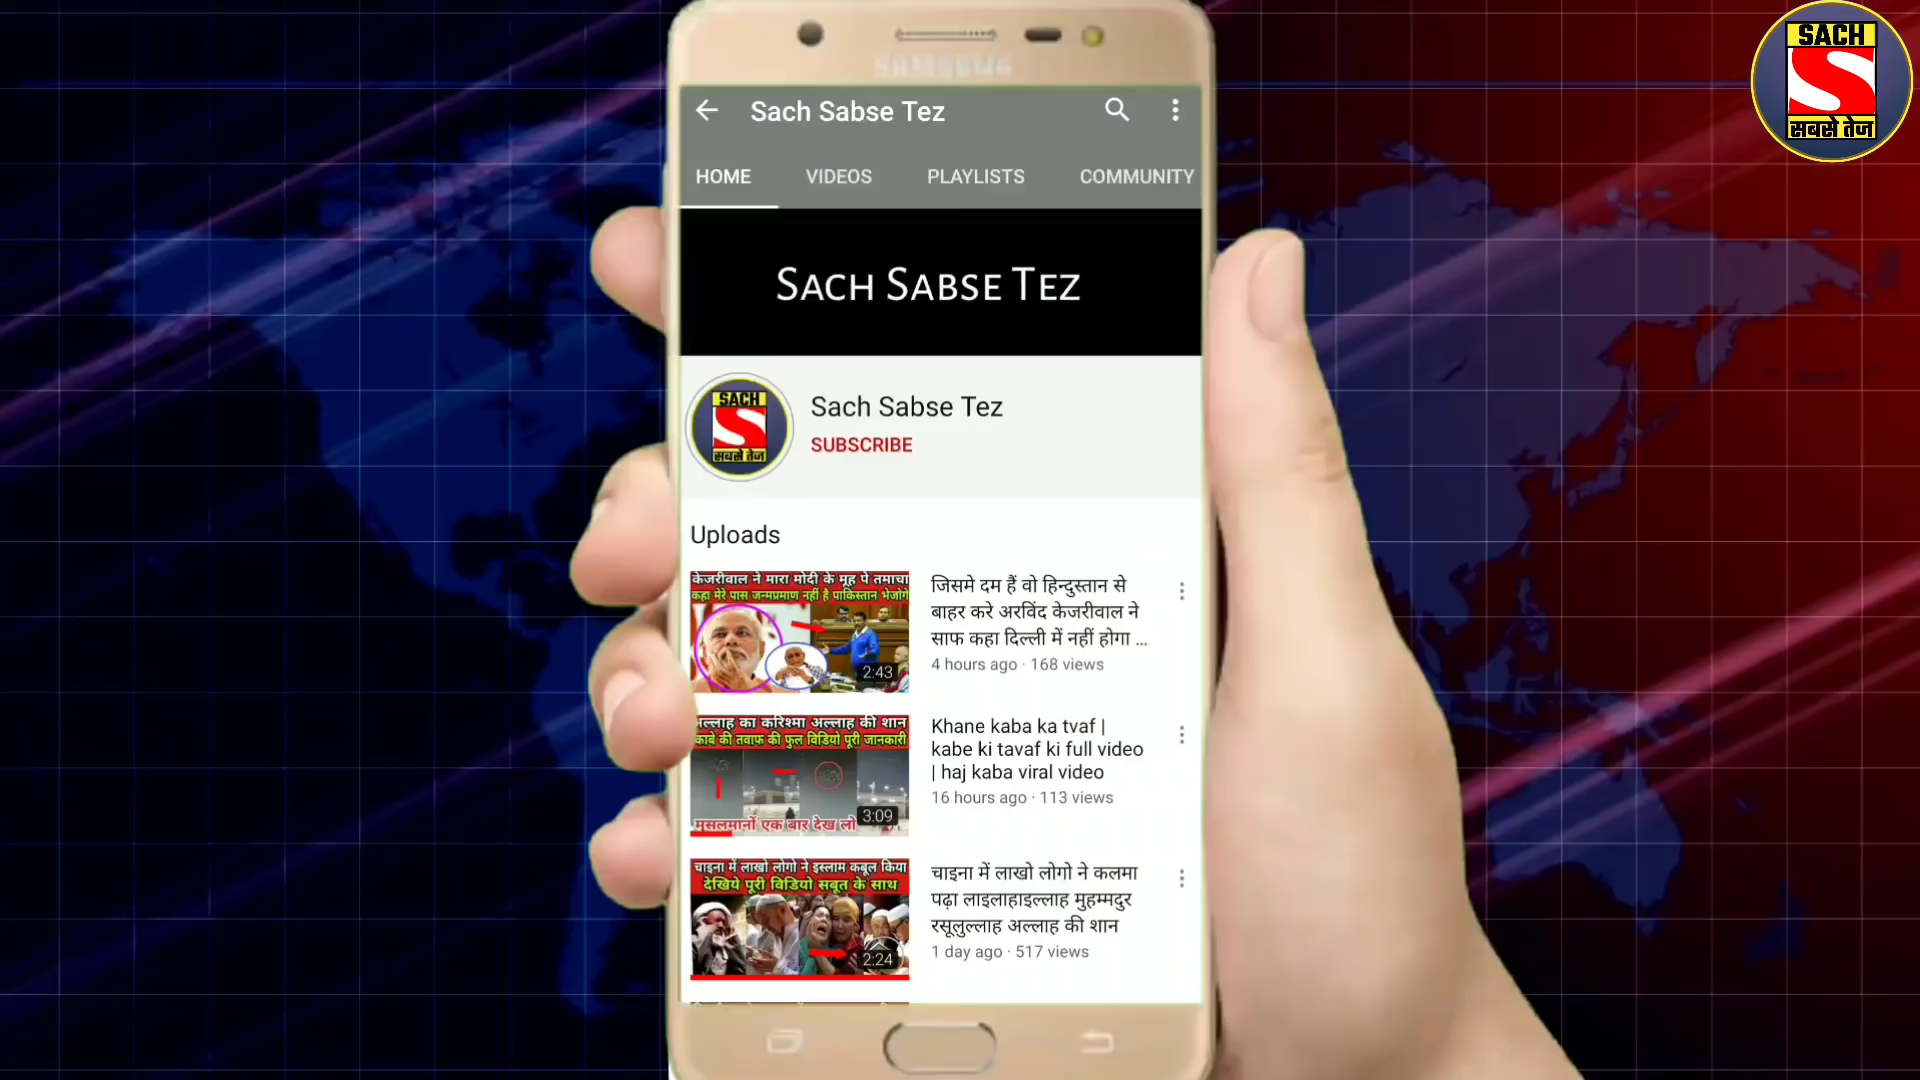 SACH
सबसे तेज
SAMSUNG
Sach Sabse Tez
HOME VIDEOS PLAYLISTS COMMUNITY
SACH SABSE TEZ
SACH
सबसे तेज
Sach Sabse Tez
SUBSCRIBE
Uploads
केजरीवाल ने मारा मोदी के मूह पे तमाचा
कहा मेरे पास जन्मप्रमाण नहीं है पाकिस्तान भेजोगे
2:43
जिसमे दम हैं वो हिन्दुस्तान से
बाहर करे अरविंद केजरीवाल ने
साफ कहा दिल्ली में नहीं होगा ...
4 hours ago · 168 views
अल्लाह का करिश्मा अल्लाह की शान
काबे की तवाफ की फुल विडियो पूरी जानकारी
मुसलमानों एक बार देख लो
3:09
Khane kaba ka tvaf |
kabe ki tavaf ki full video
| haj kaba viral video
16 hours ago · 113 views
चाइना में लाखो लोगो ने इस्लाम कबूल किया
देखिये पूरी विडियो सबूत के साथ
2:24
चाइना में लाखो लोगो ने कलमा
पढ़ा लाइलाहाइल्लाह मुहम्मदुर
रसूलुल्लाह अल्लाह की शान
1 day ago · 517 views